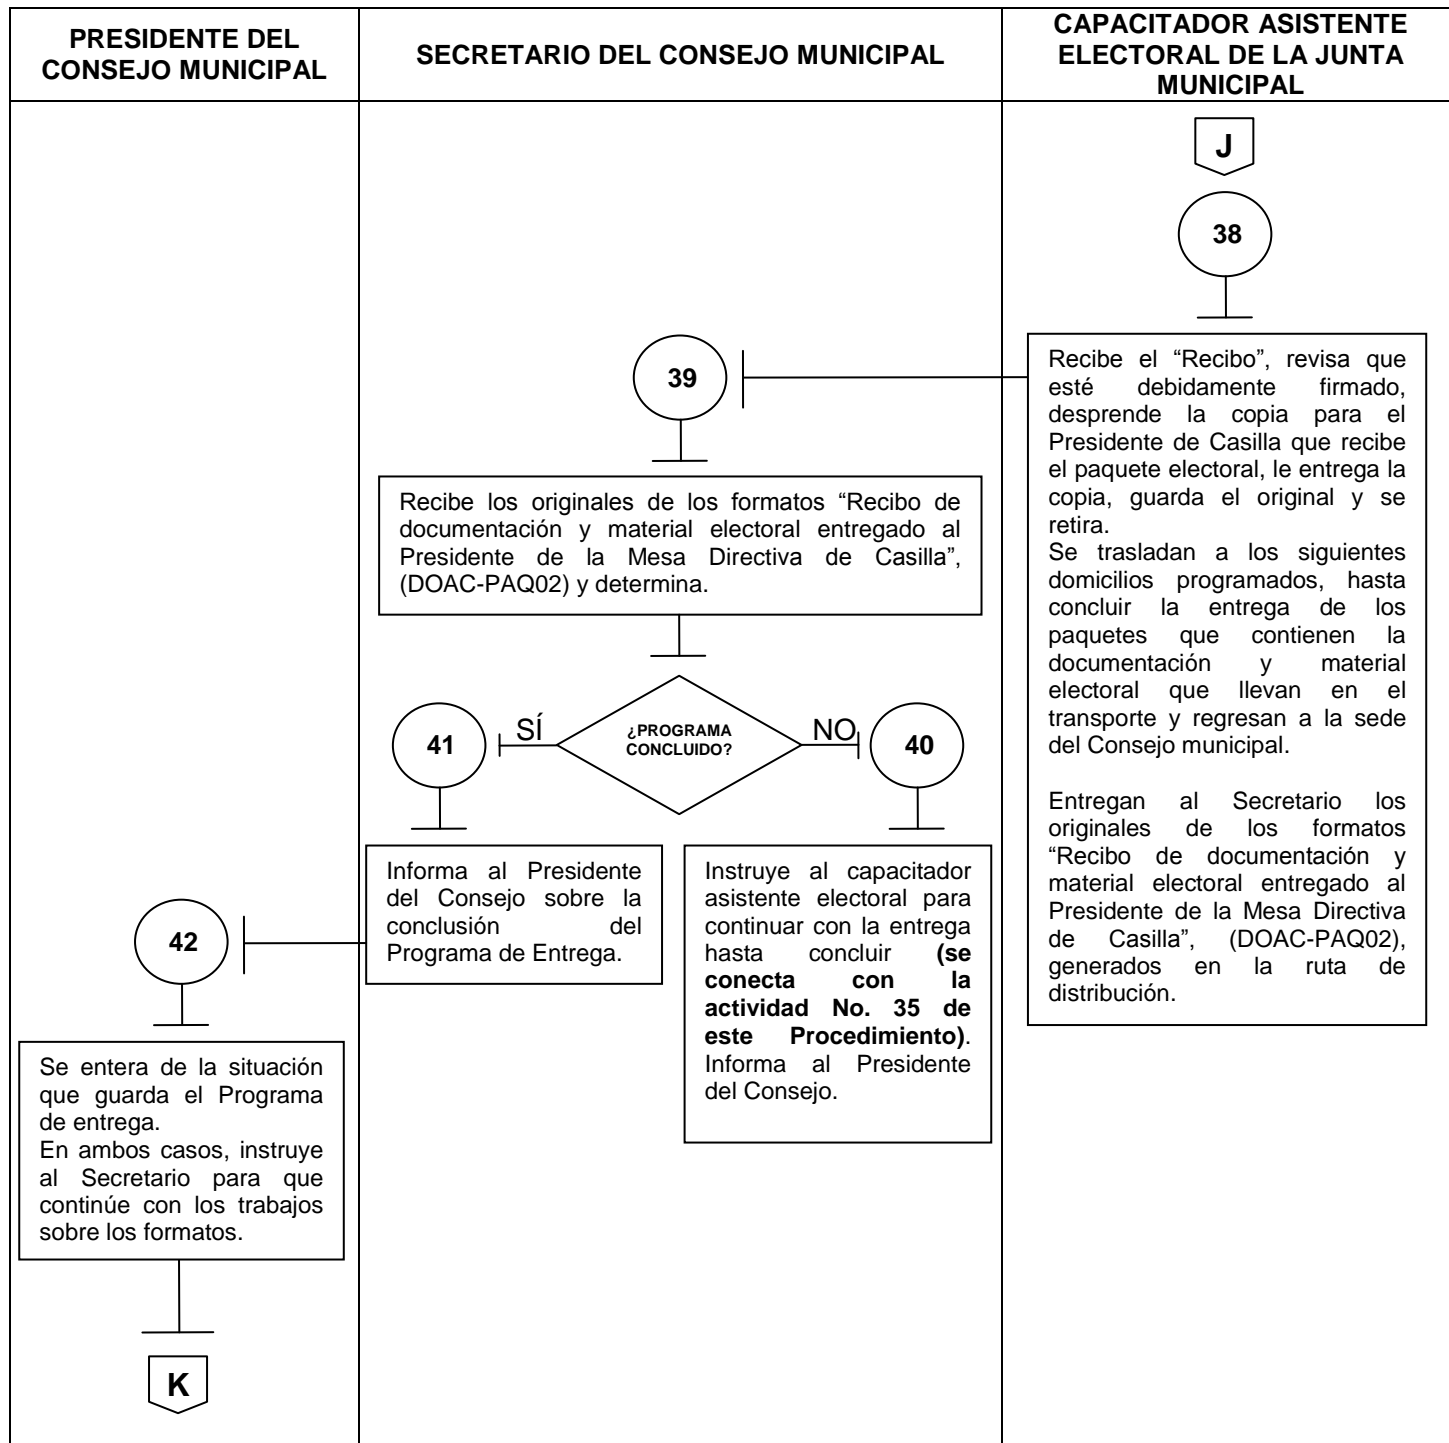 PRESIDENTE DEL
CONSEJO MUNICIPAL
SECRETARIO DEL CONSEJO MUNICIPAL
CAPACITADOR ASISTENTE
ELECTORAL DE LA JUNTA
MUNICIPAL
J
38
Recibe el “Recibo”, revisa que
esté debidamente firmado,
desprende la copia para el
Presidente de Casilla que recibe
el paquete electoral, le entrega la
copia, guarda el original y se
retira.
Se trasladan a los siguientes
domicilios programados, hasta
concluir la entrega de los
paquetes que contienen la
documentación y material
electoral que llevan en el
transporte y regresan a la sede
del Consejo municipal.
Entregan al Secretario los
originales de los formatos
“Recibo de documentación y
material electoral entregado al
Presidente de la Mesa Directiva
de Casilla”, (DOAC-PAQ02),
generados en la ruta de
distribución.
39
Recibe los originales de los formatos “Recibo de
documentación y material electoral entregado al
Presidente de la Mesa Directiva de Casilla”,
(DOAC-PAQ02) y determina.
¿PROGRAMA
CONCLUIDO?
SÍ
NO
41
40
Informa al Presidente
del Consejo sobre la
conclusión del
Programa de Entrega.
Instruye al capacitador
asistente electoral para
continuar con la entrega
hasta concluir (se
conecta con la
actividad No. 35 de
este Procedimiento).
Informa al Presidente
del Consejo.
42
Se entera de la situación
que guarda el Programa
de entrega.
En ambos casos, instruye
al Secretario para que
continúe con los trabajos
sobre los formatos.
K